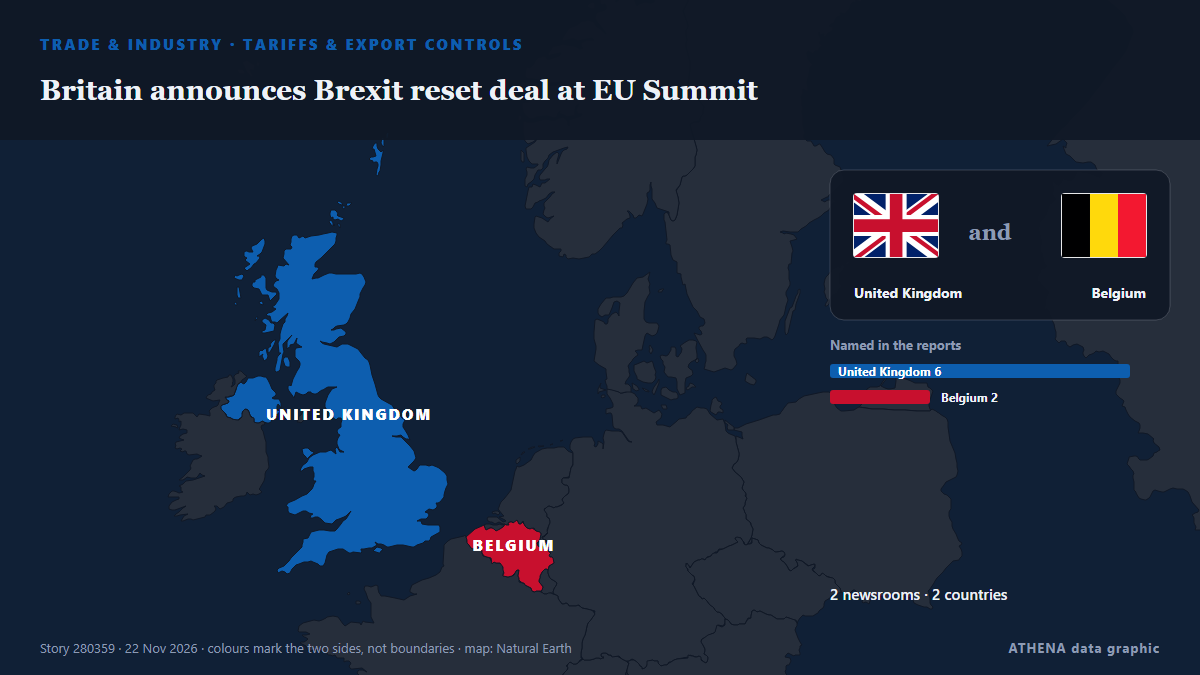 TRADE & INDUSTRY · TARIFFS & EXPORT CONTROLS
Britain announces Brexit reset deal at EU Summit
and
United Kingdom
Belgium
Named in the reports
United Kingdom 6
Belgium 2
UNITED KINGDOM
BELGIUM
2 newsrooms · 2 countries
Story 280359 · 22 Nov 2026 · colours mark the two sides, not boundaries · map: Natural Earth
ATHENA data graphic